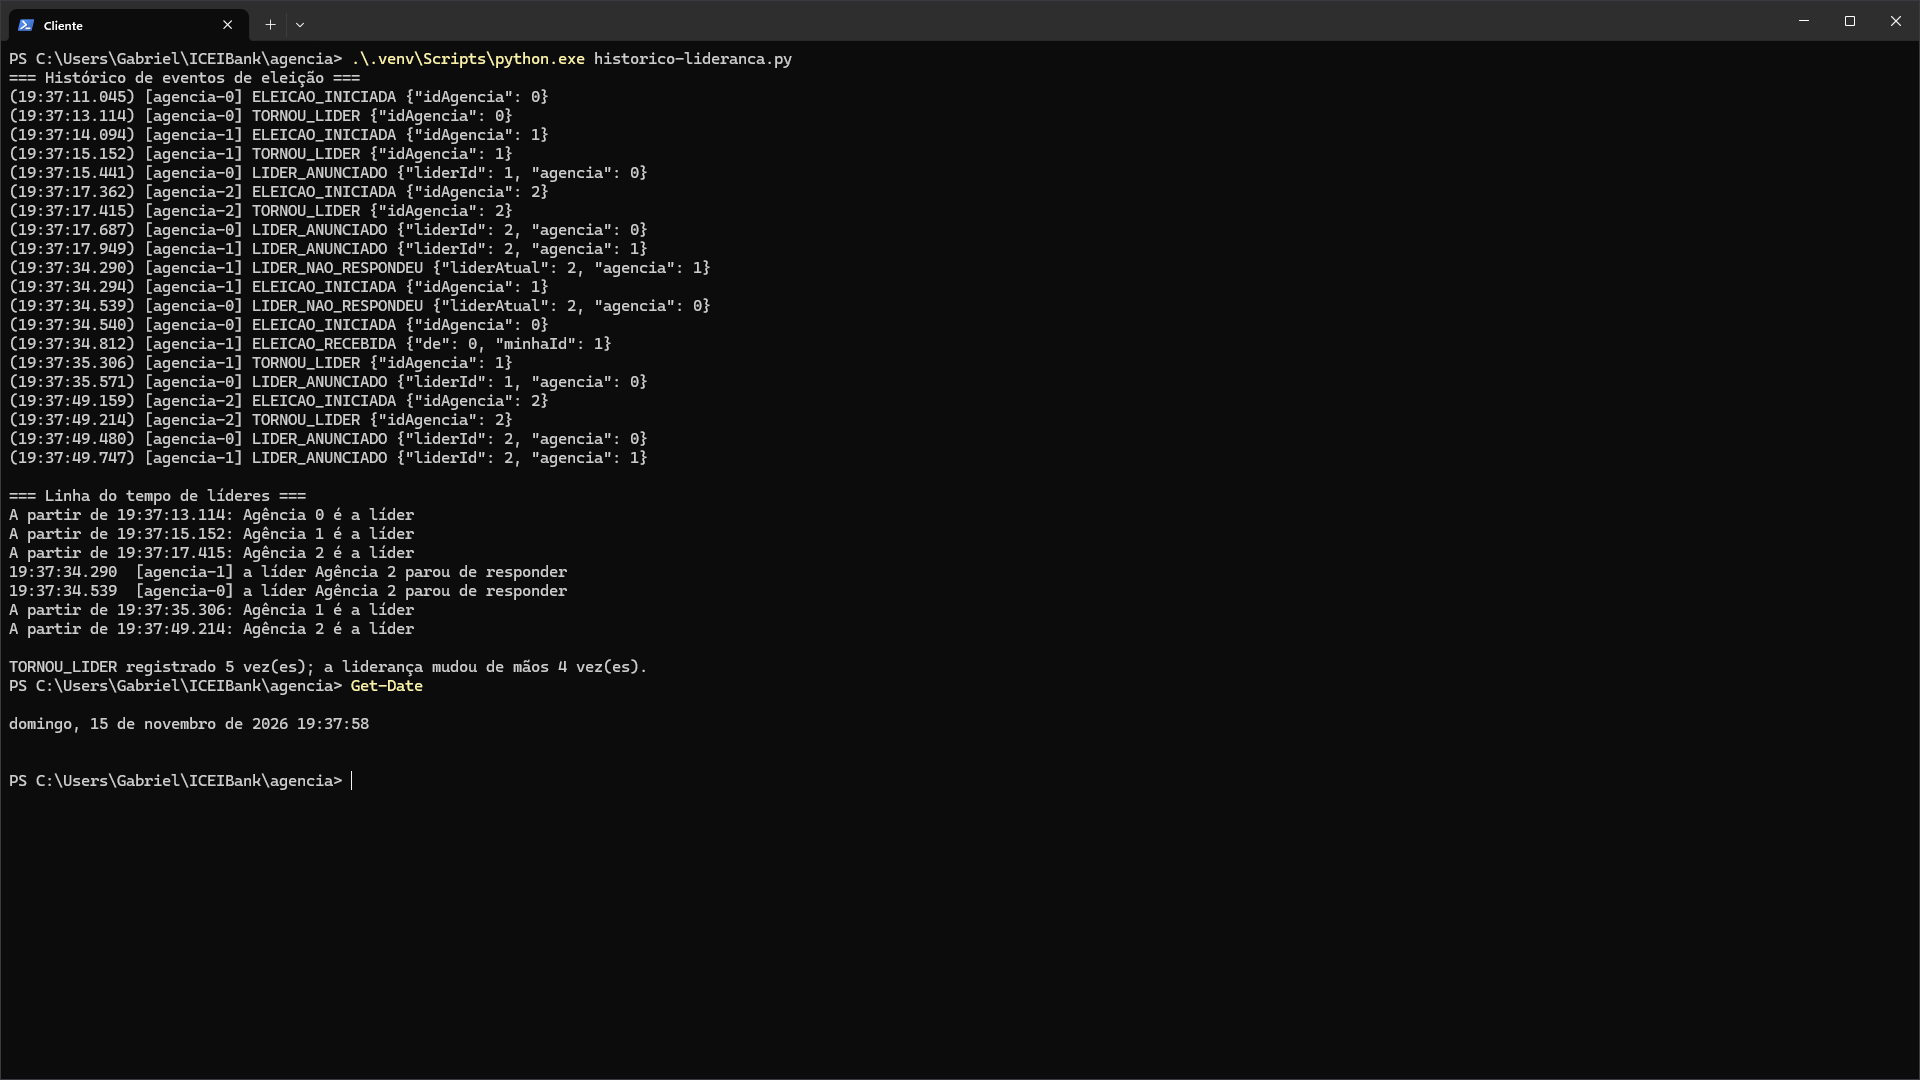 Cliente
PS C:\Users\Gabriel\ICEIBank\agencia> .\.venv\Scripts\python.exe historico-lideranca.py
=== Histórico de eventos de eleição ===
(19:37:11.045) [agencia-0] ELEICAO_INICIADA {"idAgencia": 0}
(19:37:13.114) [agencia-0] TORNOU_LIDER {"idAgencia": 0}
(19:37:14.094) [agencia-1] ELEICAO_INICIADA {"idAgencia": 1}
(19:37:15.152) [agencia-1] TORNOU_LIDER {"idAgencia": 1}
(19:37:15.441) [agencia-0] LIDER_ANUNCIADO {"liderId": 1, "agencia": 0}
(19:37:17.362) [agencia-2] ELEICAO_INICIADA {"idAgencia": 2}
(19:37:17.415) [agencia-2] TORNOU_LIDER {"idAgencia": 2}
(19:37:17.687) [agencia-0] LIDER_ANUNCIADO {"liderId": 2, "agencia": 0}
(19:37:17.949) [agencia-1] LIDER_ANUNCIADO {"liderId": 2, "agencia": 1}
(19:37:34.290) [agencia-1] LIDER_NAO_RESPONDEU {"liderAtual": 2, "agencia": 1}
(19:37:34.294) [agencia-1] ELEICAO_INICIADA {"idAgencia": 1}
(19:37:34.539) [agencia-0] LIDER_NAO_RESPONDEU {"liderAtual": 2, "agencia": 0}
(19:37:34.540) [agencia-0] ELEICAO_INICIADA {"idAgencia": 0}
(19:37:34.812) [agencia-1] ELEICAO_RECEBIDA {"de": 0, "minhaId": 1}
(19:37:35.306) [agencia-1] TORNOU_LIDER {"idAgencia": 1}
(19:37:35.571) [agencia-0] LIDER_ANUNCIADO {"liderId": 1, "agencia": 0}
(19:37:49.159) [agencia-2] ELEICAO_INICIADA {"idAgencia": 2}
(19:37:49.214) [agencia-2] TORNOU_LIDER {"idAgencia": 2}
(19:37:49.480) [agencia-0] LIDER_ANUNCIADO {"liderId": 2, "agencia": 0}
(19:37:49.747) [agencia-1] LIDER_ANUNCIADO {"liderId": 2, "agencia": 1}
=== Linha do tempo de líderes ===
A partir de 19:37:13.114: Agência 0 é a líder
A partir de 19:37:15.152: Agência 1 é a líder
A partir de 19:37:17.415: Agência 2 é a líder
19:37:34.290  [agencia-1] a líder Agência 2 parou de responder
19:37:34.539  [agencia-0] a líder Agência 2 parou de responder
A partir de 19:37:35.306: Agência 1 é a líder
A partir de 19:37:49.214: Agência 2 é a líder
TORNOU_LIDER registrado 5 vez(es); a liderança mudou de mãos 4 vez(es).
PS C:\Users\Gabriel\ICEIBank\agencia> Get-Date
domingo, 15 de novembro de 2026 19:37:58
PS C:\Users\Gabriel\ICEIBank\agencia>